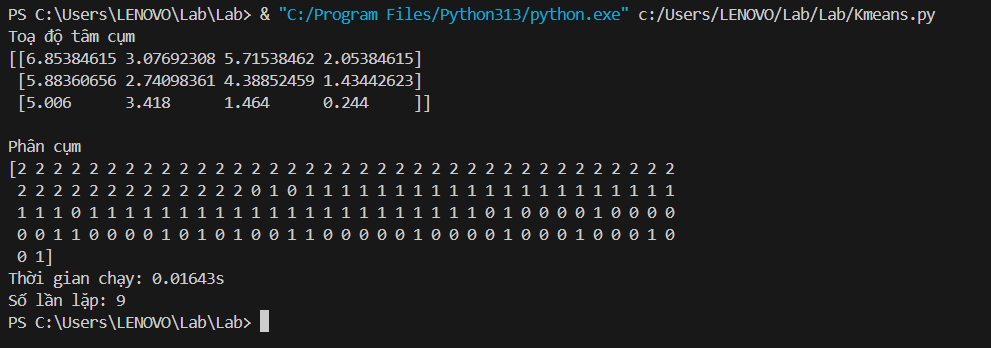 PS C:\Users\LENOVO\Lab\Lab> & "C:/Program Files/Python313/python.exe" c:/Users/LENOVO/Lab/Lab/Kmeans.py
Toạ độ tâm cụm
[[6.85384615 3.07692308 5.71538462 2.05384615]
 [5.88360656 2.74098361 4.38852459 1.43442623]
 [5.006      3.418      1.464      0.244     ]]

Phân cụm
[2 2 2 2 2 2 2 2 2 2 2 2 2 2 2 2 2 2 2 2 2 2 2 2 2 2 2 2 2 2 2 2 2 2 2 2 2
 2 2 2 2 2 2 2 2 2 2 2 2 2 0 1 0 1 1 1 1 1 1 1 1 1 1 1 1 1 1 1 1 1 1 1 1 1
 1 1 1 0 1 1 1 1 1 1 1 1 1 1 1 1 1 1 1 1 1 1 1 1 1 1 0 1 0 0 0 0 1 0 0 0 0
 0 0 1 1 0 0 0 0 1 0 1 0 1 0 0 1 1 0 0 0 0 0 1 0 0 0 0 1 0 0 0 1 0 0 0 1 0
 0 1]
Thời gian chạy: 0.01643s
Số lần lặp: 9
PS C:\Users\LENOVO\Lab\Lab>